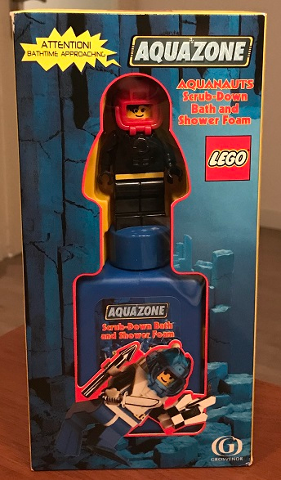 ATTENTION!
BATHTIME APPROACHING
AQUAZONE
AQUANAUTS
Scrub-Down
Bath and
Shower Foam
LEGO
AQUAZONE
Scrub-Down Bath
and Shower Foam
G
GROSVENOR